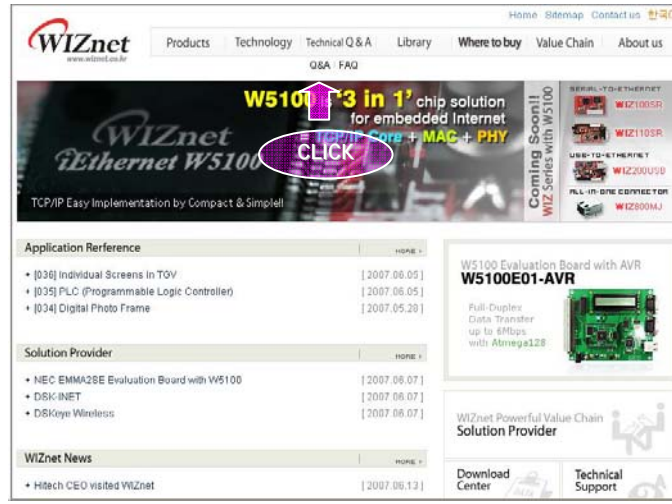 Home Sitemap Contact us 한국
WIZnet
www.wiznet.co.kr
Products Technology Technical Q & A Library Where to buy Value Chain About us
Q&A FAQ
W5100 is '3 in 1' chip solution
for embedded Internet
TCP/IP Core + MAC + PHY
CLICK
WIZnet
iEthernet W5100
TCP/IP Easy Implementation by Compact & Simple!!
Coming Soon!!
WIZ Series with W5100
SERIAL-TO-ETHERNET
WIZ100SR
WIZ110SR
USB-TO-ETHERNET
WIZ200USB
ALL-IN-ONE CONNECTOR
WIZ800MJ
Application Rerference MORE
[036] Individual Screens in TGV [2007.06.05]
[035] PLC (Programmable Logic Controller) [2007.06.05]
[034] Digital Photo Frame [2007.05.28]
Solution Provider MORE
NEC EMMA2SE Evaluation Board with W5100 [2007.06.07]
DSK-INET [2007.06.07]
DSKeye Wireless [2007.06.07]
WIZnet News MORE
Hitech CEO visited WIZnet [2007.06.13]
W5100 Evaluation Board with AVR
W5100E01-AVR
Full-Duplex
Data Transfer
up to 6Mbps
with Atmega128
WIZnet Powerful Value Chain
Solution Provider
Download
Center
DATA
Technical
Support